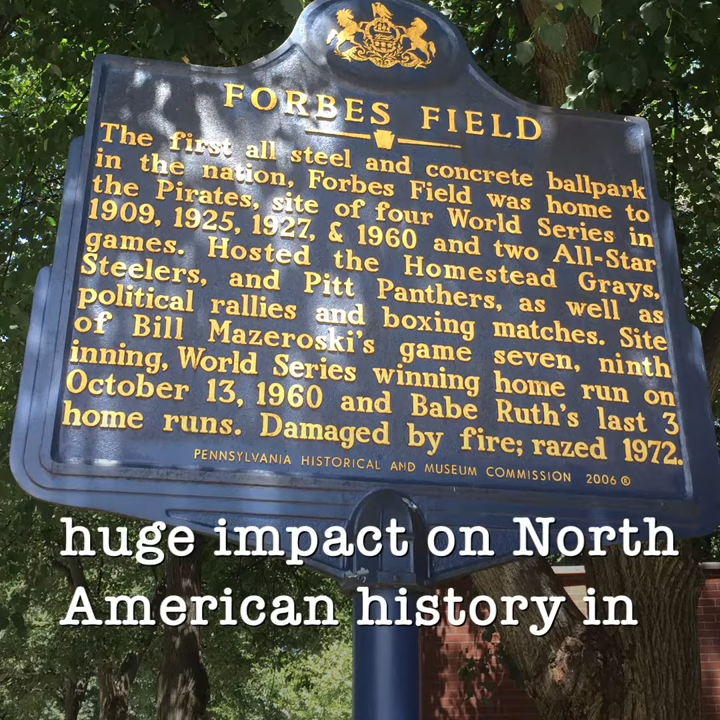 FORBES FIELD
The first all steel and concrete ballpark
in the nation, Forbes Field was home to
the Pirates, site of four World Series in
1909, 1925, 1927, & 1960 and two All-Star
games. Hosted the Homestead Grays,
Steelers, and Pitt Panthers, as well as
political rallies and boxing matches. Site
of Bill Mazeroski's game seven, ninth
inning, World Series winning home run on
October 13, 1960 and Babe Ruth's last 3
home runs. Damaged by fire; razed 1972.
PENNSYLVANIA HISTORICAL AND MUSEUM COMMISSION 2006 ®
huge impact on North
American history in